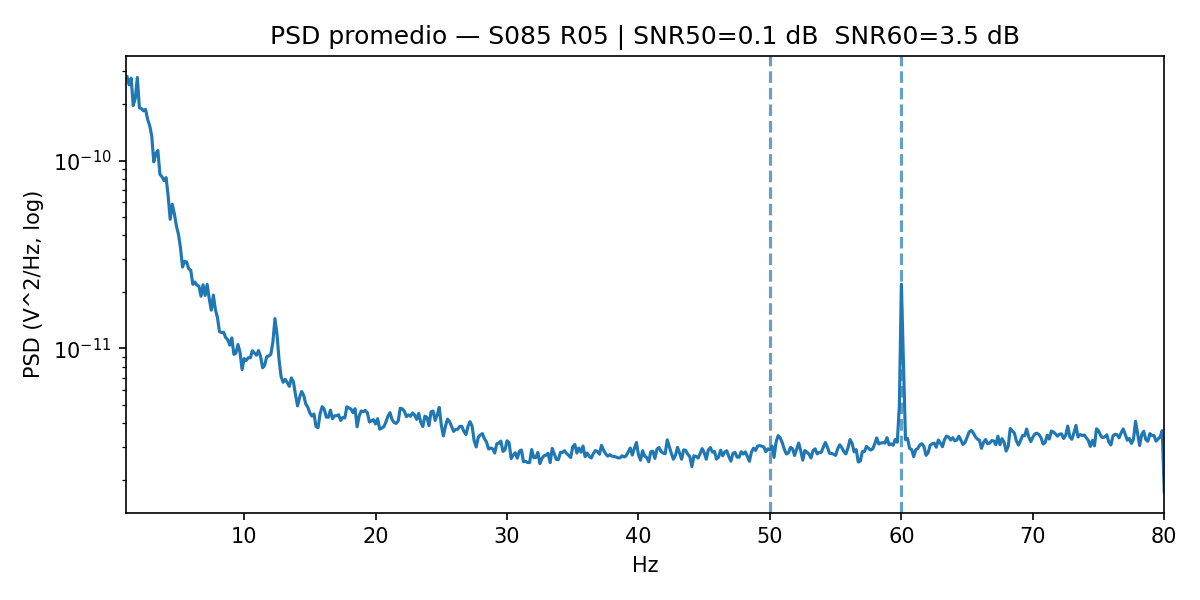 PSD promedio — S085 R05 | SNR50=0.1 dB  SNR60=3.5 dB
PSD (V^2/Hz, log)
10⁻¹⁰
10⁻¹¹
10 20 30 40 50 60 70 80
Hz